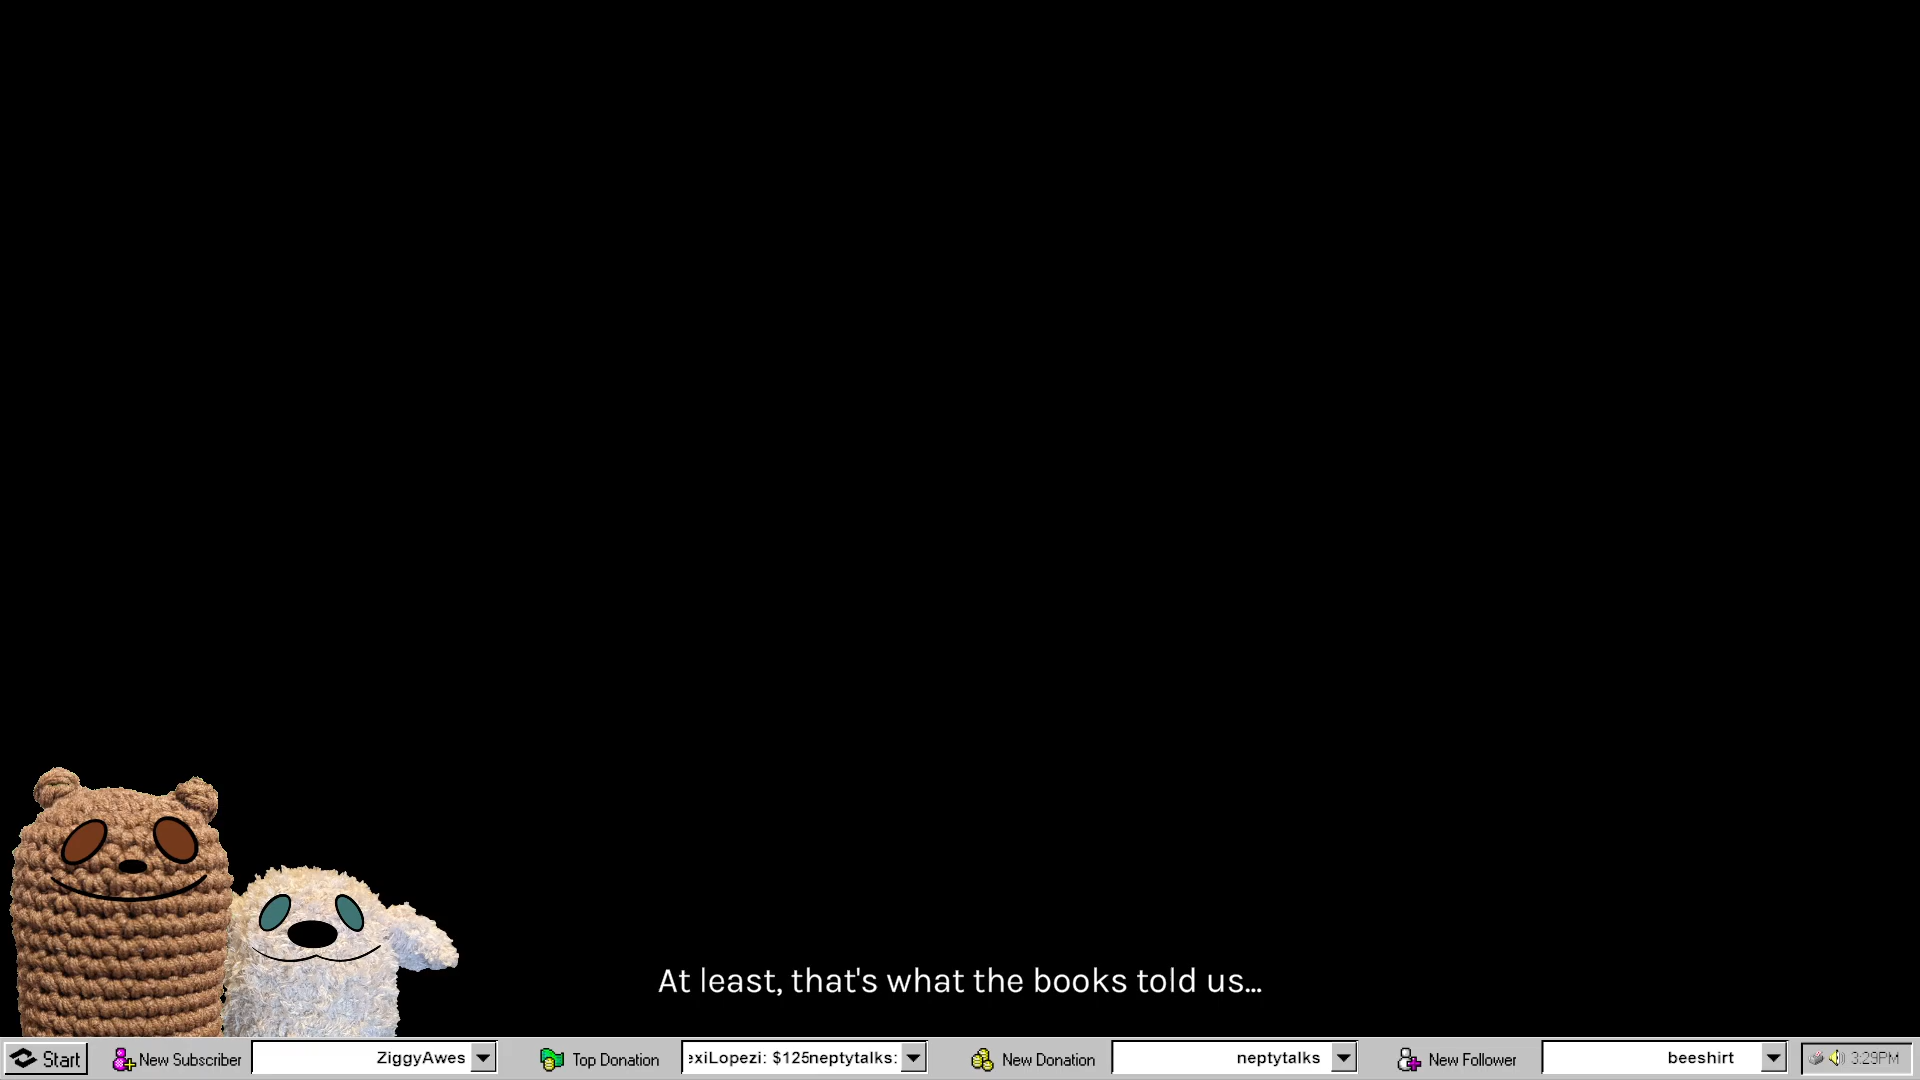 At least, that's what the books told us...
Start New Subscriber ZiggyAwes Top Donation exiLopezi: $125neptytalks: New Donation neptytalks New Follower beeshirt 3:29PM